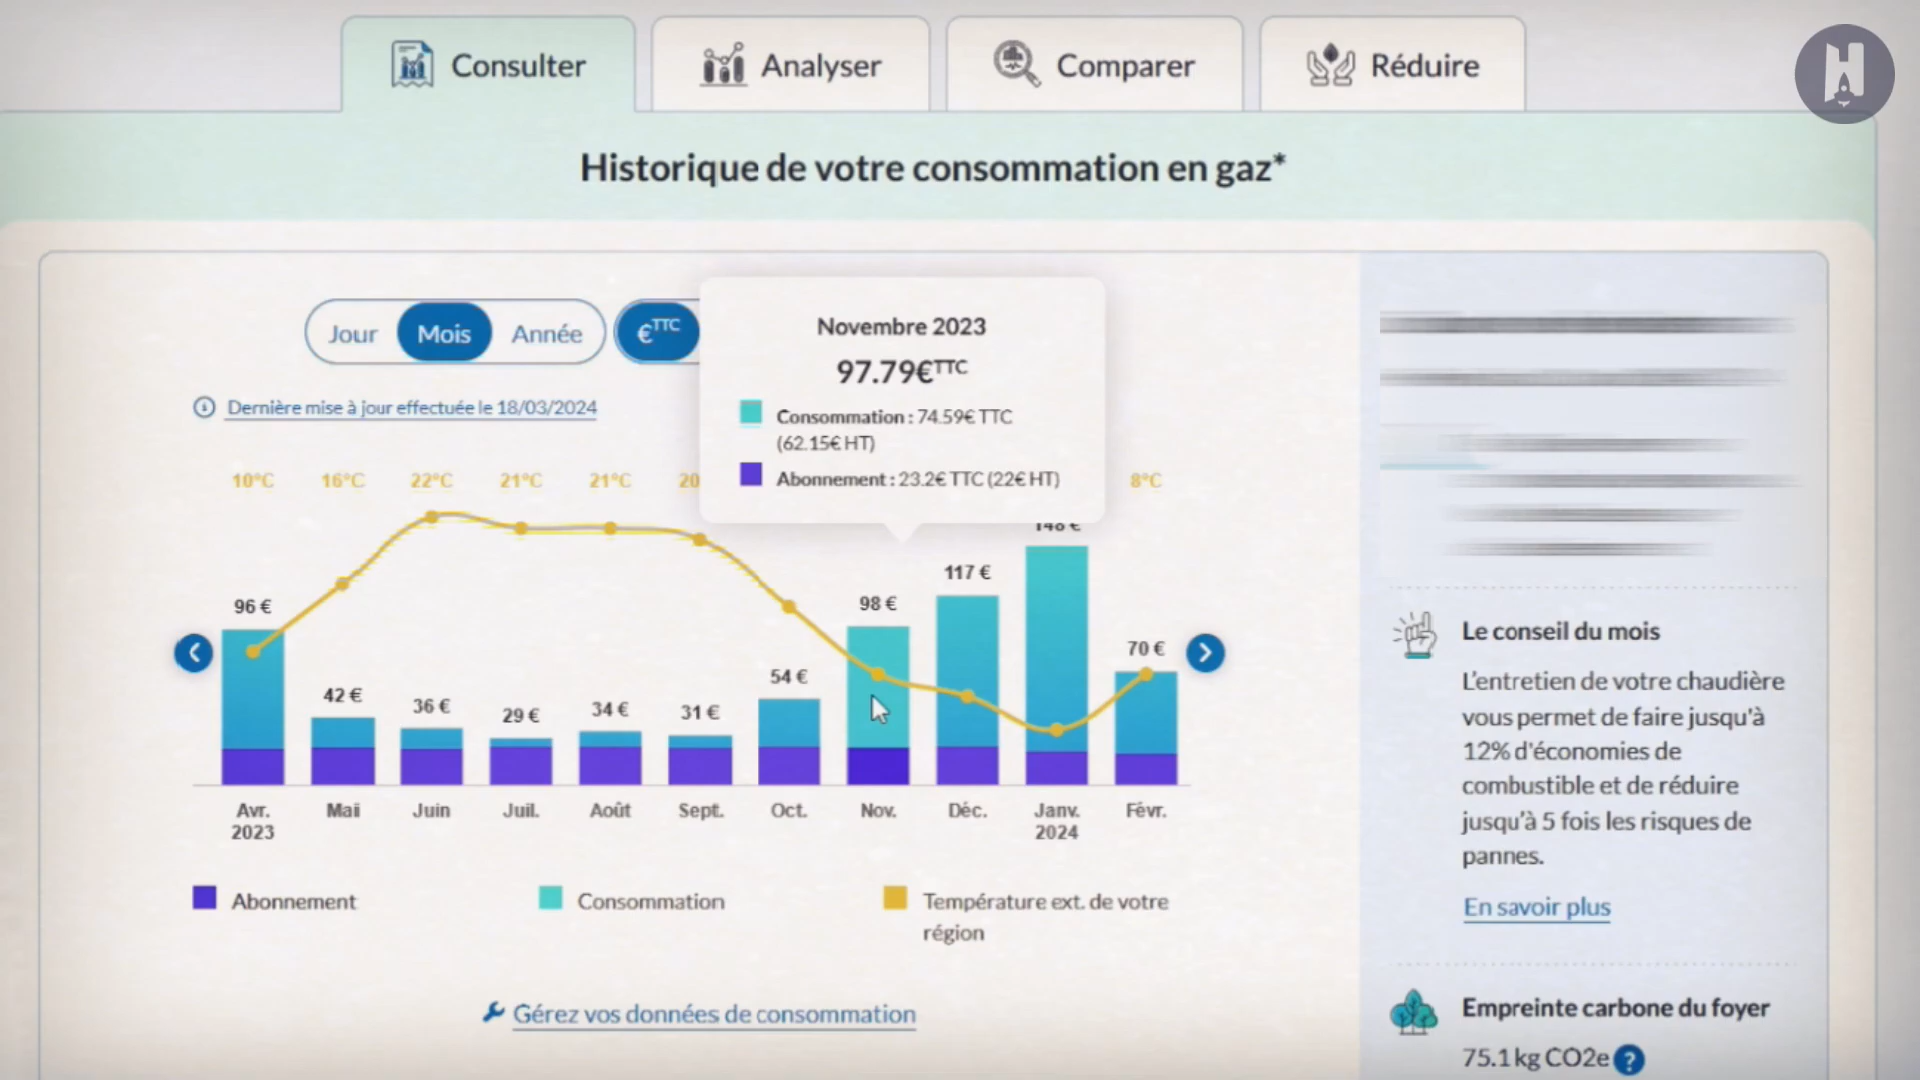 Consulter
Analyser
Comparer
Réduire
Historique de votre consommation en gaz*
Jour
Mois
Année
€TTC
Dernière mise à jour effectuée le 18/03/2024
Novembre 2023
97.79€TTC
Consommation : 74.59€ TTC
(62.15€ HT)
Abonnement : 23.2€ TTC (22€ HT)
10°C
16°C
22°C
21°C
21°C
20
8°C
96 €
42 €
36 €
29 €
34 €
31 €
54 €
98 €
117 €
148 €
70 €
Avr.
2023
Mai
Juin
Juil.
Août
Sept.
Oct.
Nov.
Déc.
Janv.
2024
Févr.
Abonnement
Consommation
Température ext. de votre
région
Gérez vos données de consommation
Le conseil du mois
L'entretien de votre chaudière
vous permet de faire jusqu'à
12% d'économies de
combustible et de réduire
jusqu'à 5 fois les risques de
pannes.
En savoir plus
Empreinte carbone du foyer
75.1 kg CO2e ?